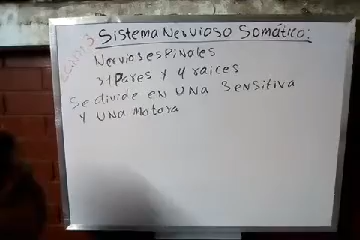 Sistema Nervioso Somático:
Nervios espinales
31 Pares y 4 raices
Se divide en una sensitiva
y una motora